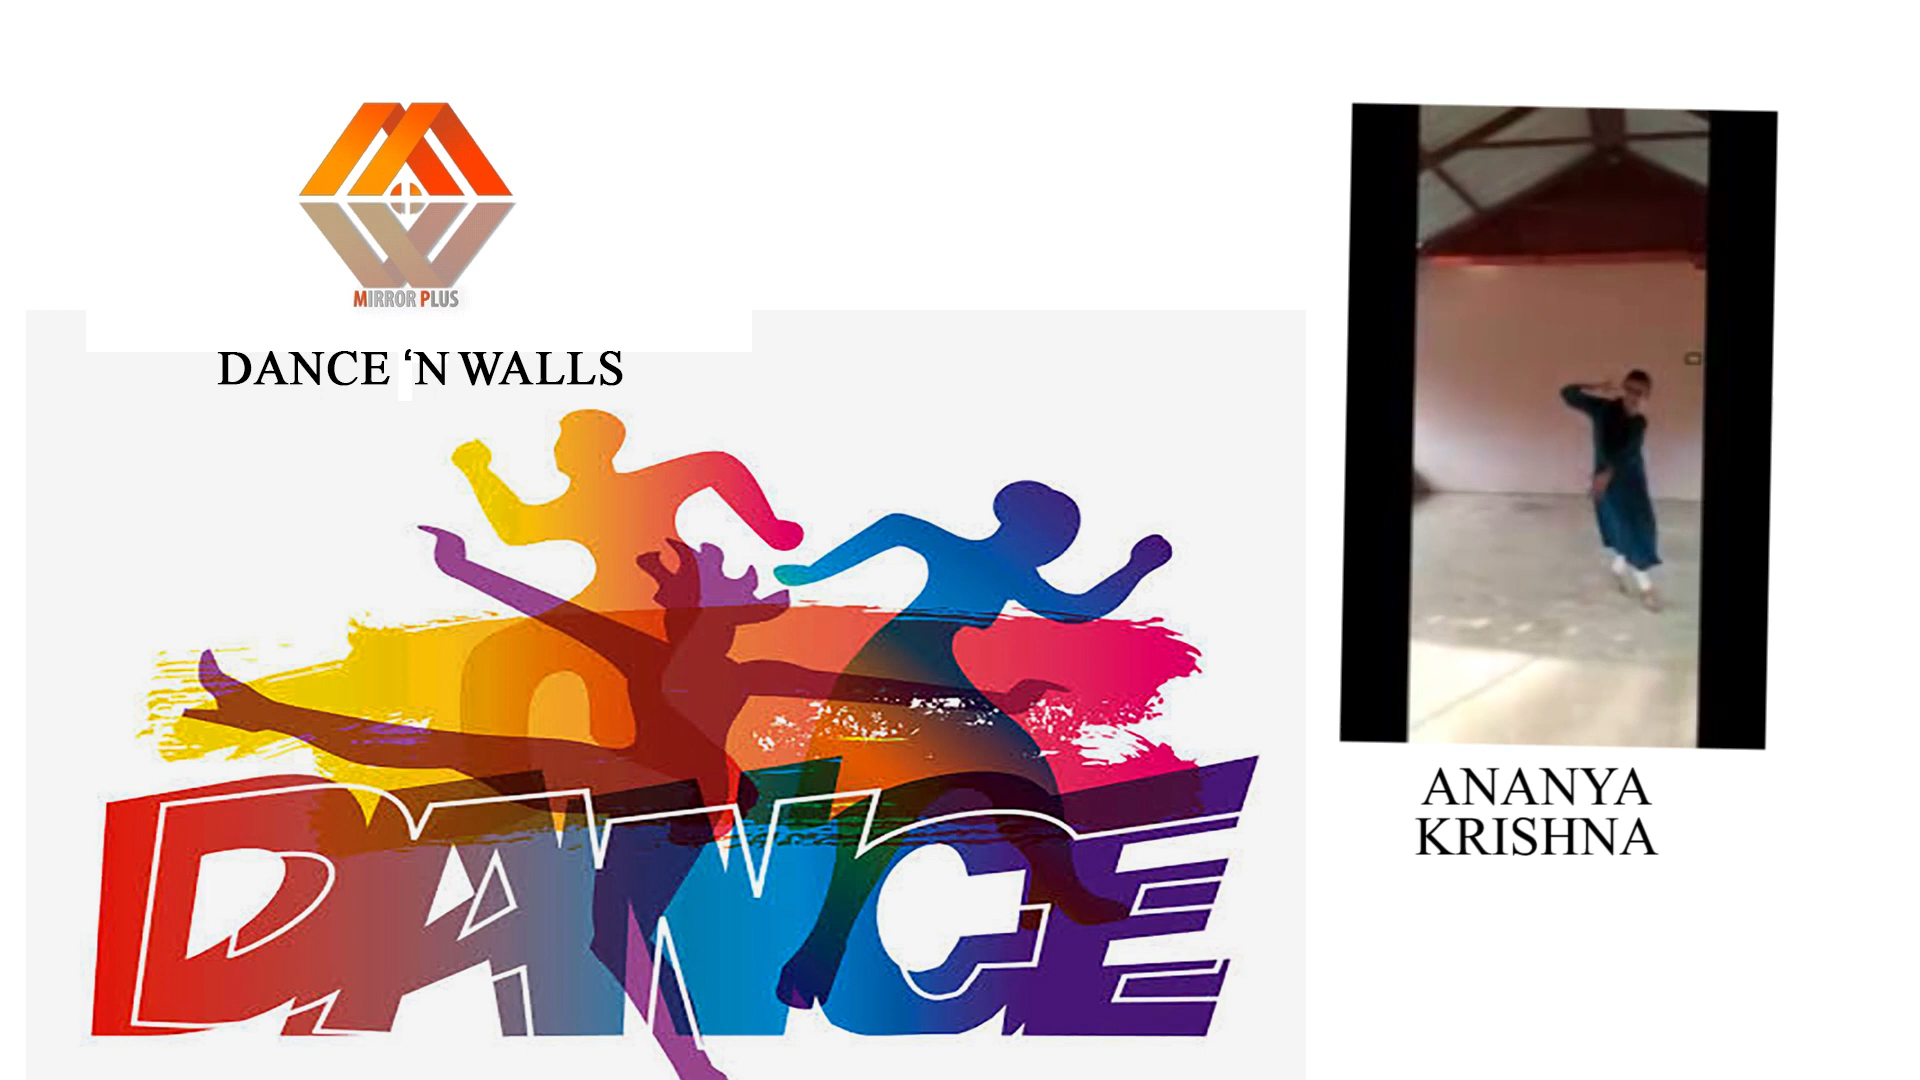 MIRROR PLUS
DANCE ‘N WALLS
DANCE
ANANYA
KRISHNA